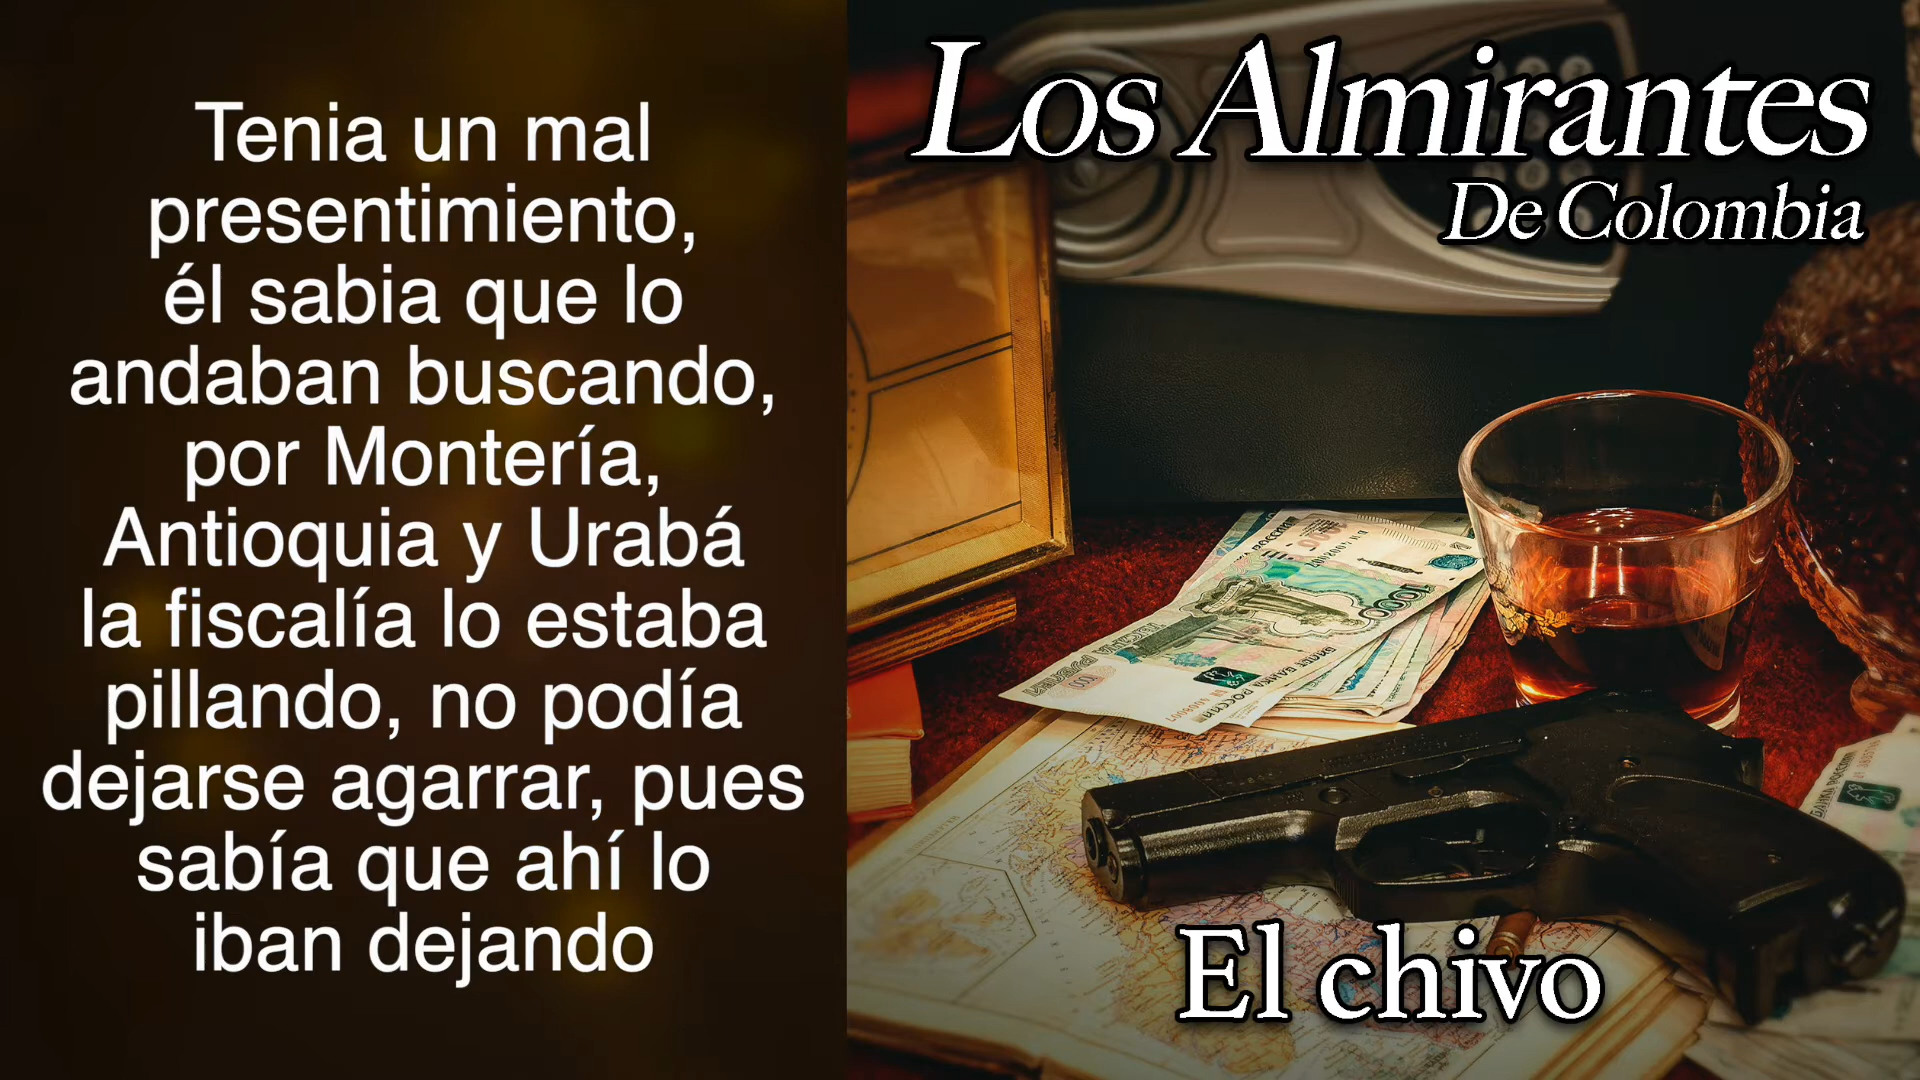 Tenia un mal
presentimiento,
él sabia que lo
andaban buscando,
por Montería,
Antioquia y Urabá
la fiscalía lo estaba
pillando, no podía
dejarse agarrar, pues
sabía que ahí lo
iban dejando
Los Almirantes
De Colombia
1000
El chivo